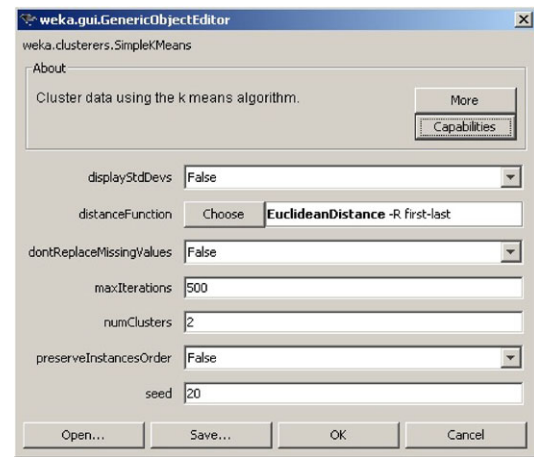 weka.gui.GenericObjectEditor
weka.clusterers.SimpleKMeans
About
Cluster data using the k means algorithm.
More
Capabilities
displayStdDevs False
distanceFunction Choose EuclideanDistance -R first-last
dontReplaceMissingValues False
maxIterations 500
numClusters 2
preserveInstancesOrder False
seed 20
Open... Save... OK Cancel